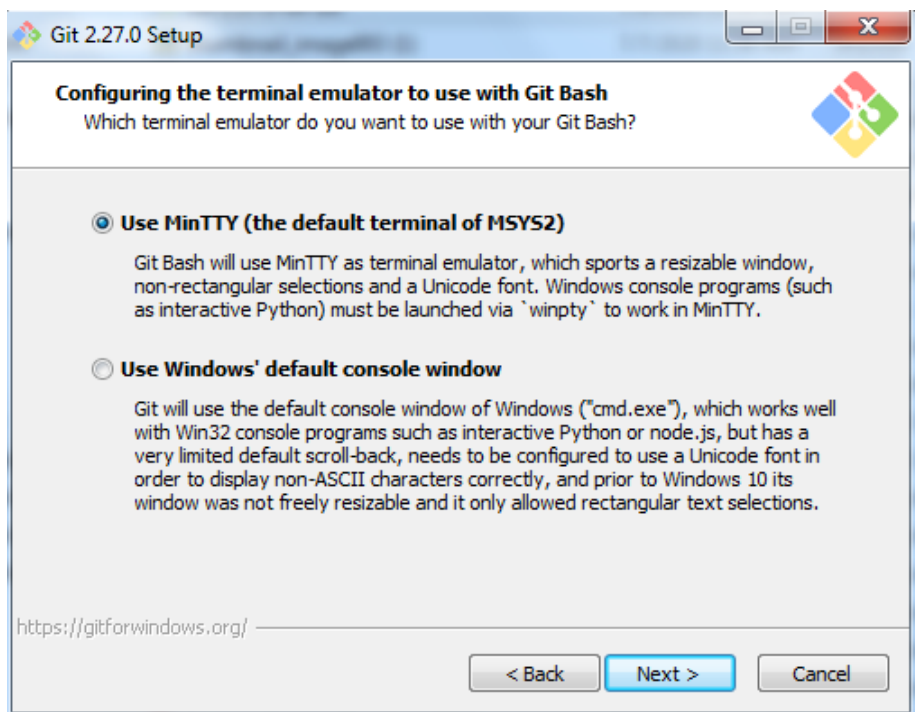 Git 2.27.0 Setup
Configuring the terminal emulator to use with Git Bash
Which terminal emulator do you want to use with your Git Bash?
Use MinTTY (the default terminal of MSYS2)
Git Bash will use MinTTY as terminal emulator, which sports a resizable window,
non-rectangular selections and a Unicode font. Windows console programs (such
as interactive Python) must be launched via `winpty` to work in MinTTY.
Use Windows' default console window
Git will use the default console window of Windows ("cmd.exe"), which works well
with Win32 console programs such as interactive Python or node.js, but has a
very limited default scroll-back, needs to be configured to use a Unicode font in
order to display non-ASCII characters correctly, and prior to Windows 10 its
window was not freely resizable and it only allowed rectangular text selections.
https://gitforwindows.org/
< Back
Next >
Cancel